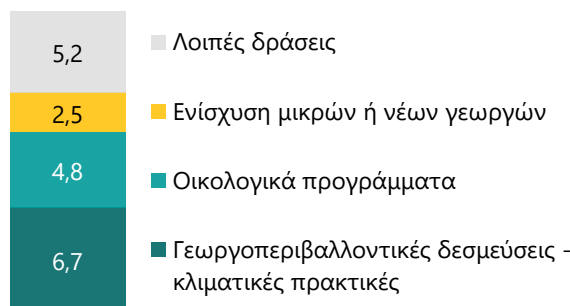 5,2
Λοιπές δράσεις
2,5
Ενίσχυση μικρών ή νέων γεωργών
4,8
Οικολογικά προγράμματα
6,7
Γεωργοπεριβαλλοντικές δεσμεύσεις -
κλιματικές πρακτικές